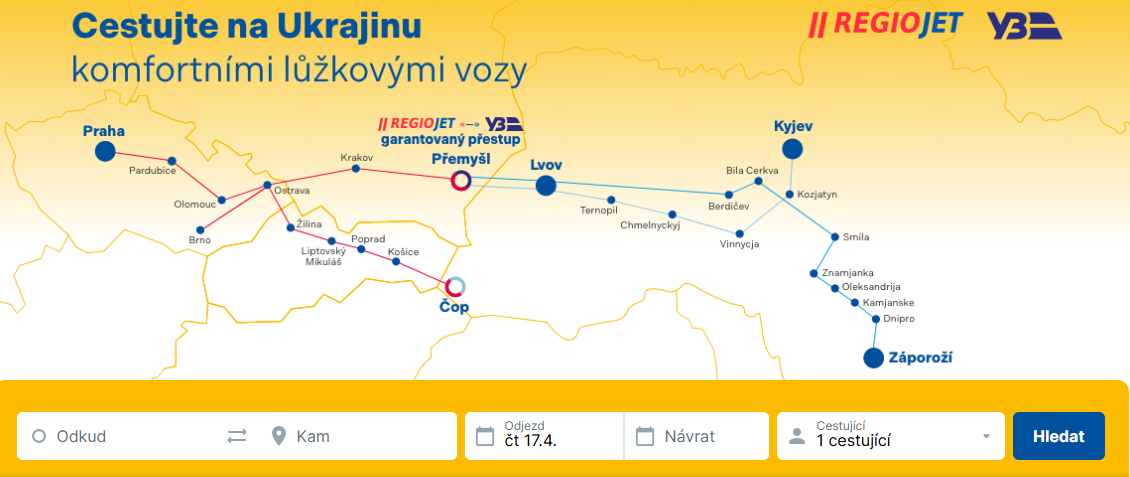 Cestujte na Ukrajinu
komfortními lůžkovými vozy
REGIOJET УЗ
REGIOJET «–» УЗ
garantovaný přestup
Praha
Pardubice
Olomouc
Brno
Ostrava
Krakov
Přemyšl
Žilina
Liptovský
Mikuláš
Poprad
Košice
Čop
Lvov
Ternopil
Chmelnyckyj
Vinnycja
Kyjev
Bila Cerkva
Berdičev
Kozjatyn
Smila
Znamjanka
Oleksandrija
Kamjanske
Dnipro
Záporoží
Odkud
Kam
Odjezd
čt 17.4.
Návrat
Cestující
1 cestující
Hledat